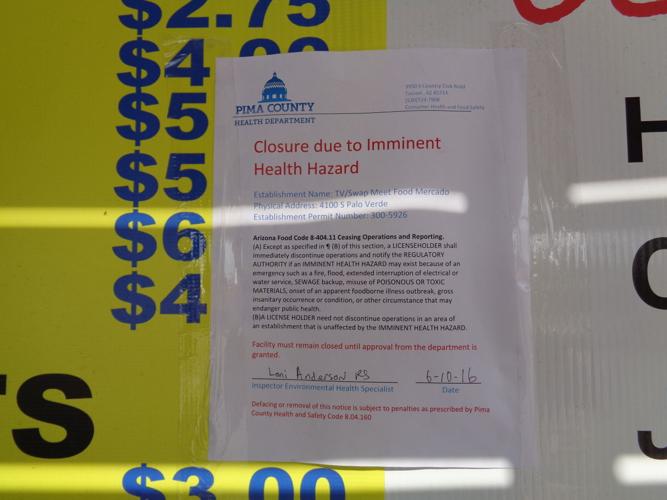 $2.75
$4.00
$5
$5
$6
$4
TS
$3.00
PIMA COUNTY
HEALTH DEPARTMENT
3950 S Country Club Road
Tucson, AZ 85714
(520)724-7908
Consumer Health and Food Safety
Closure due to Imminent
Health Hazard
Establishment Name: TV/Swap Meet Food Mercado
Physical Address: 4100 S Palo Verde
Establishment Permit Number: 300-5926
Arizona Food Code 8-404.11 Ceasing Operations and Reporting.
(A) Except as specified in ¶ (B) of this section, a LICENSEHOLDER shall
immediately discontinue operations and notify the REGULATORY
AUTHORITY if an IMMINENT HEALTH HAZARD may exist because of an
emergency such as a fire, flood, extended interruption of electrical or
water service, SEWAGE backup, misuse of POISONOUS OR TOXIC
MATERIALS, onset of an apparent foodborne illness outbreak, gross
insanitary occurrence or condition, or other circumstance that may
endanger public health.
(B)A LICENSE HOLDER need not discontinue operations in an area of
an establishment that is unaffected by the IMMINENT HEALTH HAZARD.
Facility must remain closed until approval from the department is
granted.
Loni Anderson RS 6-10-16
Inspector Environmental Health Specialist Date
Defacing or removal of this notice is subject to penalties as prescribed by Pima
County Health and Safety Code 8.04.160
H